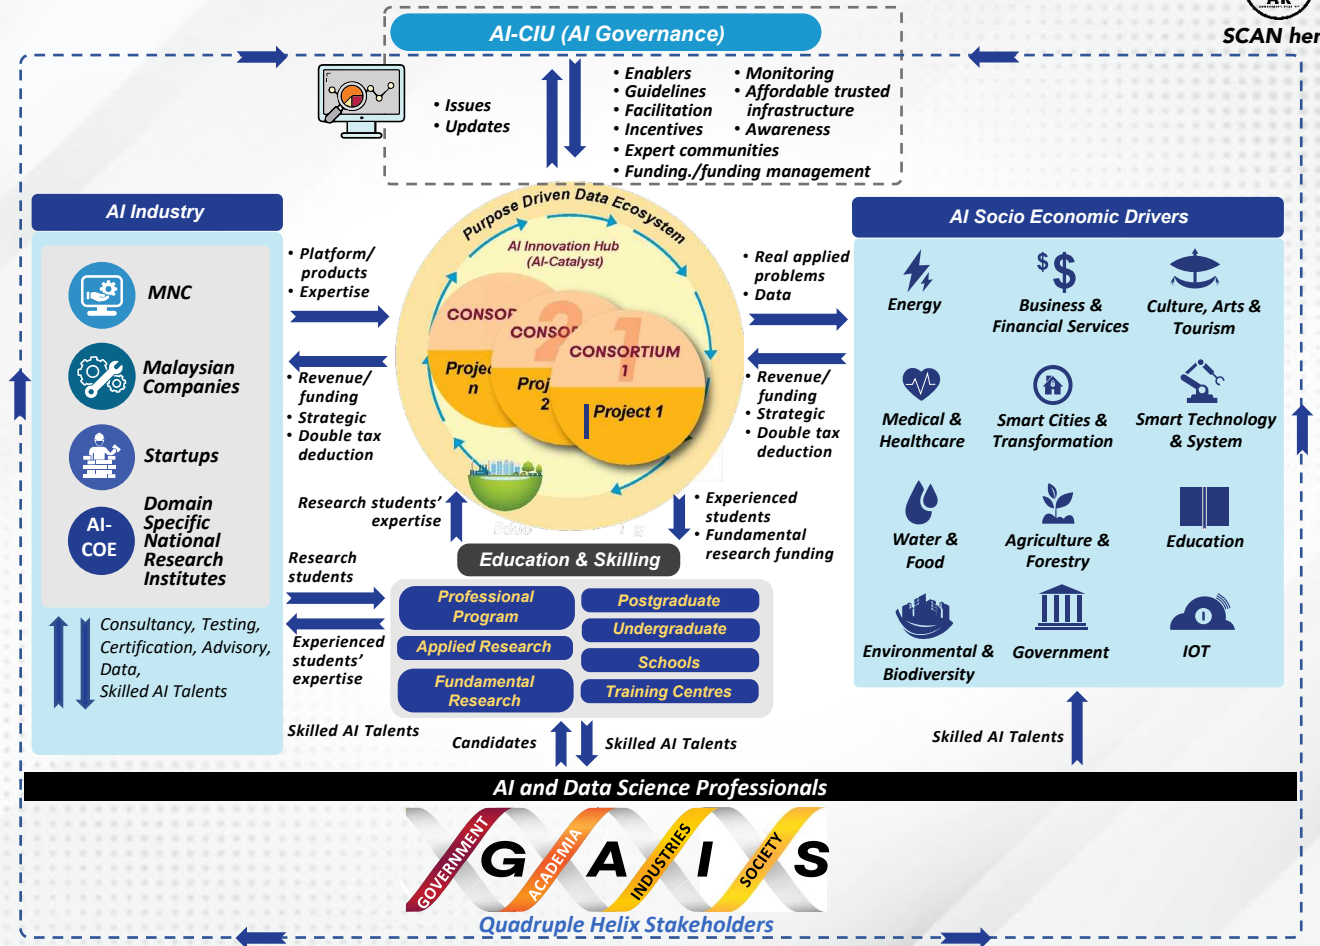 AI-CIU (AI Governance)
SCAN her
• Issues
• Updates
• Enablers
• Guidelines
• Facilitation
• Incentives
• Expert communities
• Funding./funding management
• Monitoring
• Affordable trusted
infrastructure
• Awareness
AI Industry
MNC
Malaysian
Companies
Startups
AI-
COE
Domain
Specific
National
Research
Institutes
Consultancy, Testing,
Certification, Advisory,
Data,
Skilled AI Talents
• Platform/
products
• Expertise
• Revenue/
funding
• Strategic
• Double tax
deduction
Purpose Driven Data Ecosystem
AI Innovation Hub
(AI-Catalyst)
CONSOR
Projec
n
2
CONSOR
Proj
2
1
CONSORTIUM
1
Project 1
• Real applied
problems
• Data
• Revenue/
funding
• Strategic
• Double tax
deduction
AI Socio Economic Drivers
Energy
$ $
Business &
Financial Services
Culture, Arts &
Tourism
Medical &
Healthcare
Smart Cities &
Transformation
Smart Technology
& System
Water &
Food
Agriculture &
Forestry
Education
Environmental &
Biodiversity
Government
IOT
Research students’
expertise
• Experienced
students
• Fundamental
research funding
Research
students
Experienced
students’
expertise
Education & Skilling
Professional
Program
Applied Research
Fundamental
Research
Postgraduate
Undergraduate
Schools
Training Centres
Skilled AI Talents
Candidates
Skilled AI Talents
Skilled AI Talents
AI and Data Science Professionals
GOVERNMENT
G
ACADEMIA
A
INDUSTRIES
I
SOCIETY
S
Quadruple Helix Stakeholders